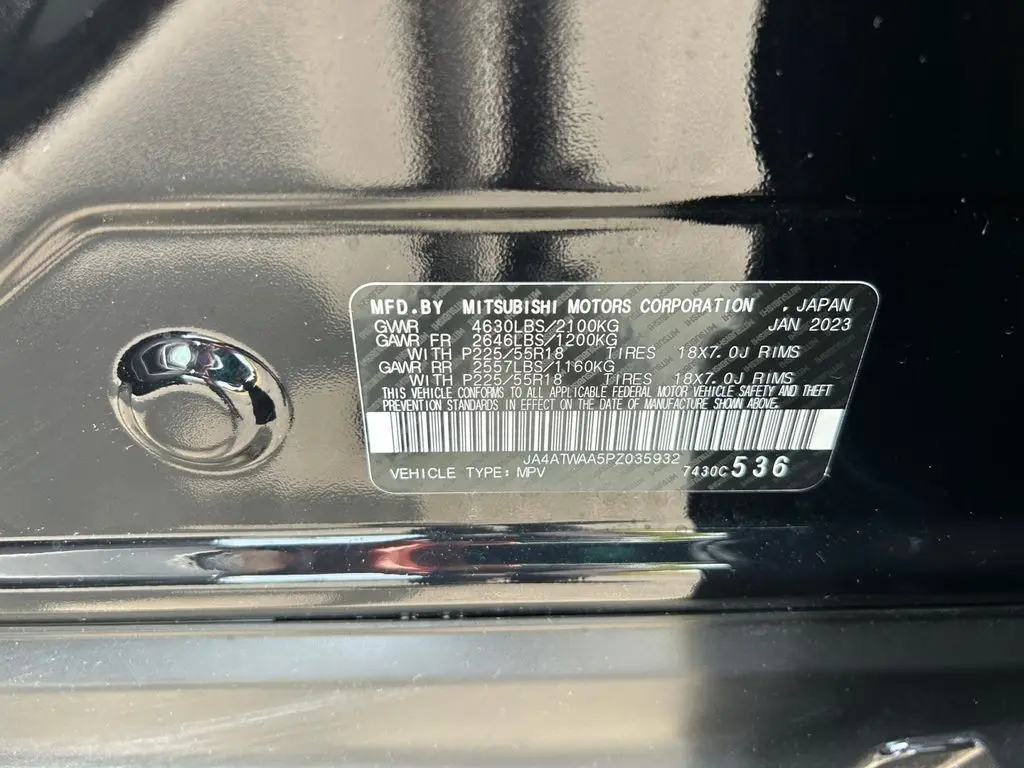 MFD.BY MITSUBISHI MOTORS CORPORATION , JAPAN
GVWR 4630LBS/2100KG JAN 2023
GAWR FR 2646LBS/1200KG
WITH P225/55R18 TIRES 18X7.0J RIMS
GAWR RR 2557LBS/1160KG
WITH P225/55R18 TIRES 18X7.0J RIMS
THIS VEHICLE CONFORMS TO ALL APPLICABLE FEDERAL MOTOR VEHICLE SAFETY AND THEFT
PREVENTION STANDARDS IN EFFECT ON THE DATE OF MANUFACTURE SHOWN ABOVE.
JA4ATWAA5PZ035932
VEHICLE TYPE: MPV 7430C 536